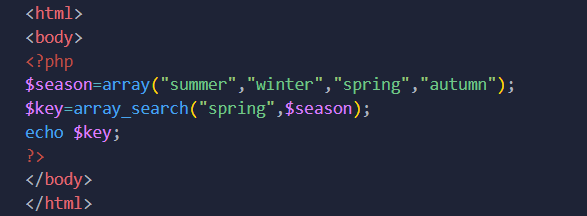 <html>
<body>
<?php
$season=array("summer","winter","spring","autumn");
$key=array_search("spring",$season);
echo $key;
?>
</body>
</html>